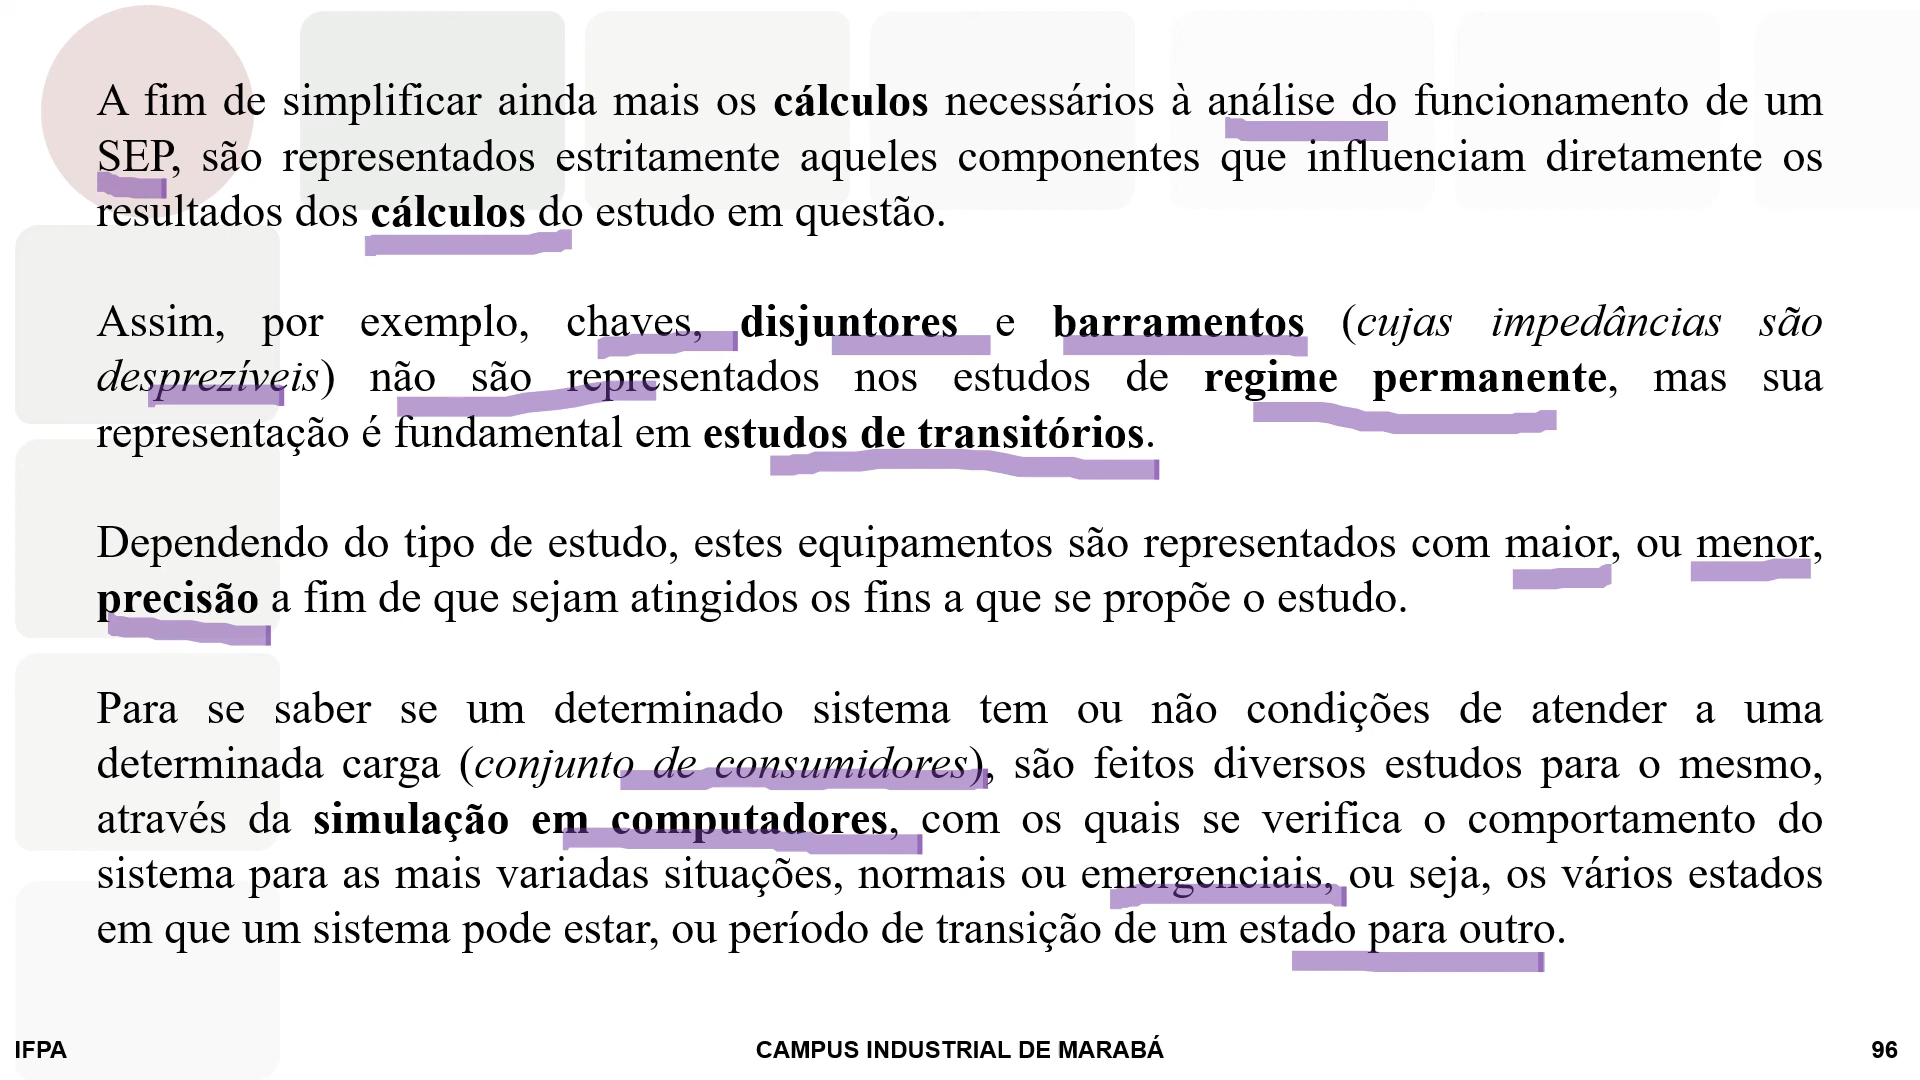 A fim de simplificar ainda mais os cálculos necessários à análise do funcionamento de um
SEP, são representados estritamente aqueles componentes que influenciam diretamente os
resultados dos cálculos do estudo em questão.
Assim, por exemplo, chaves, disjuntores e barramentos (cujas impedâncias são
desprezíveis) não são representados nos estudos de regime permanente, mas sua
representação é fundamental em estudos de transitórios.
Dependendo do tipo de estudo, estes equipamentos são representados com maior, ou menor,
precisão a fim de que sejam atingidos os fins a que se propõe o estudo.
Para se saber se um determinado sistema tem ou não condições de atender a uma
determinada carga (conjunto de consumidores), são feitos diversos estudos para o mesmo,
através da simulação em computadores, com os quais se verifica o comportamento do
sistema para as mais variadas situações, normais ou emergenciais, ou seja, os vários estados
em que um sistema pode estar, ou período de transição de um estado para outro.
IFPA
CAMPUS INDUSTRIAL DE MARABÁ
96